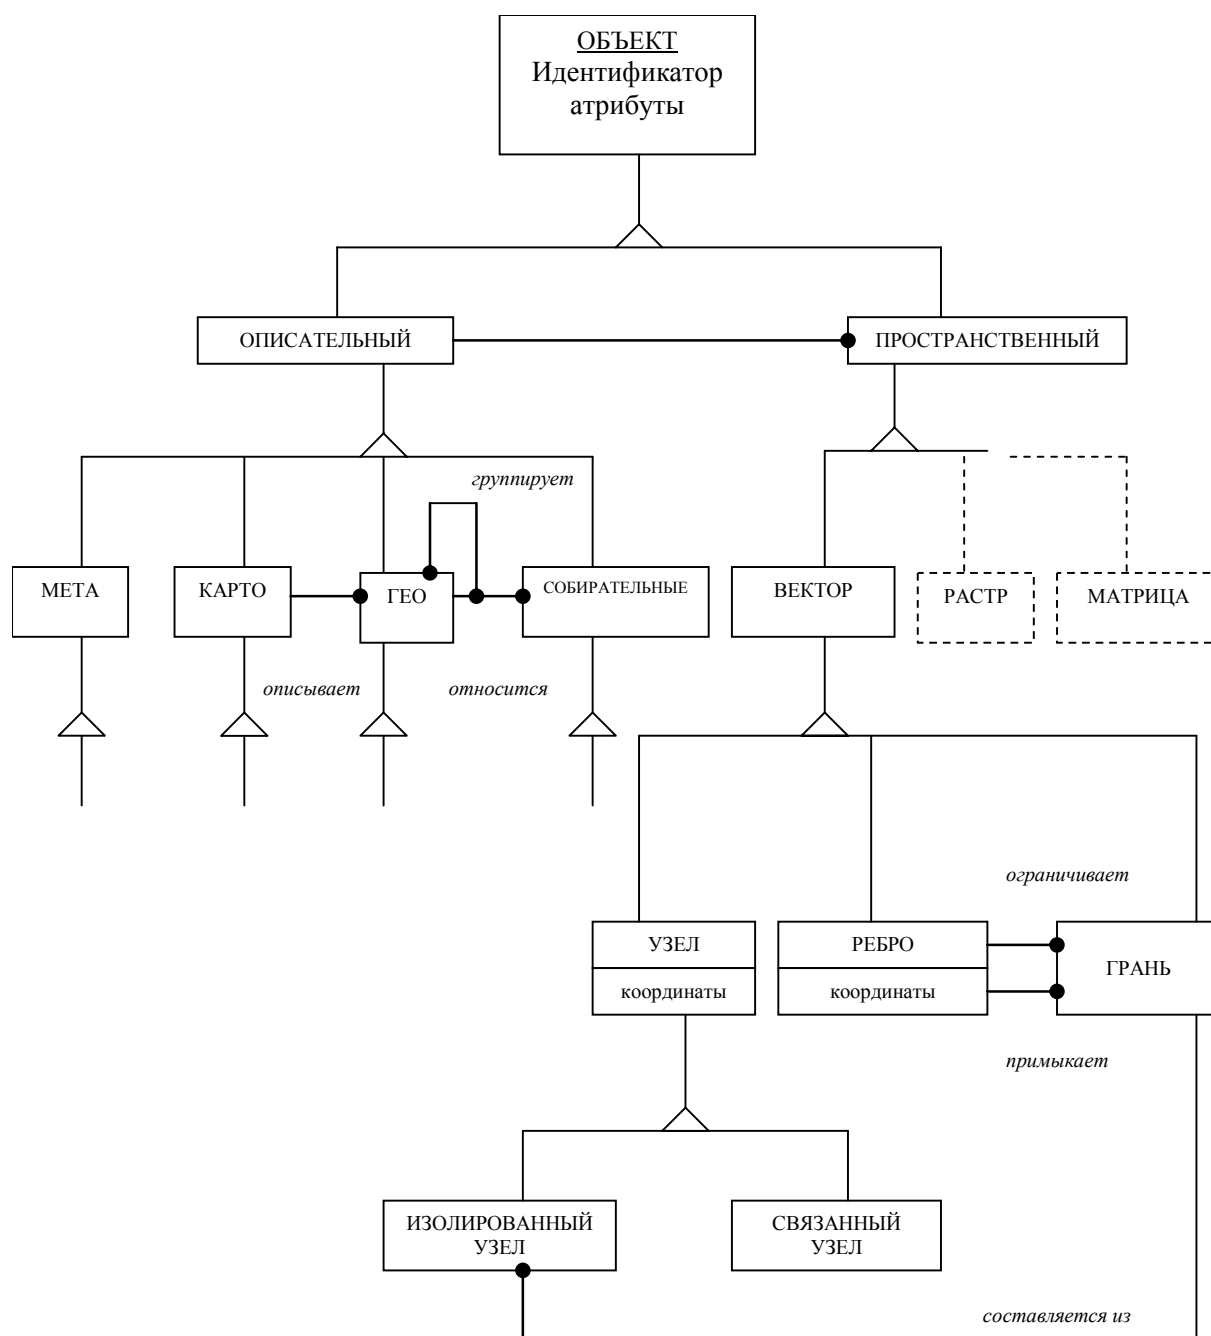 ОБЪЕКТ
Идентификатор
атрибуты
ОПИСАТЕЛЬНЫЙ
ПРОСТРАНСТВЕННЫЙ
группирует
МЕТА
КАРТО
ГЕО
СОБИРАТЕЛЬНЫЕ
ВЕКТОР
РАСТР
МАТРИЦА
описывает
относится
ограничивает
УЗЕЛ
координаты
РЕБРО
координаты
ГРАНЬ
примыкает
ИЗОЛИРОВАННЫЙ
УЗЕЛ
СВЯЗАННЫЙ
УЗЕЛ
составляется из